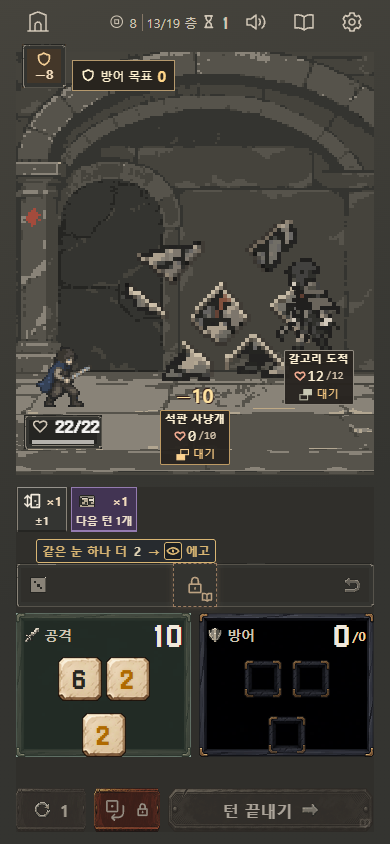 8 13/19 층 1
–8
방어 목표 0
갈고리 도적
12/12
대기
–10
석판 사냥개
0/10
대기
22/22
×1
±1
×1
다음 턴 1개
같은 눈 하나 더 2 → 예고
공격 10
6 2
2
방어 0/0
1
턴 끝내기 ➡